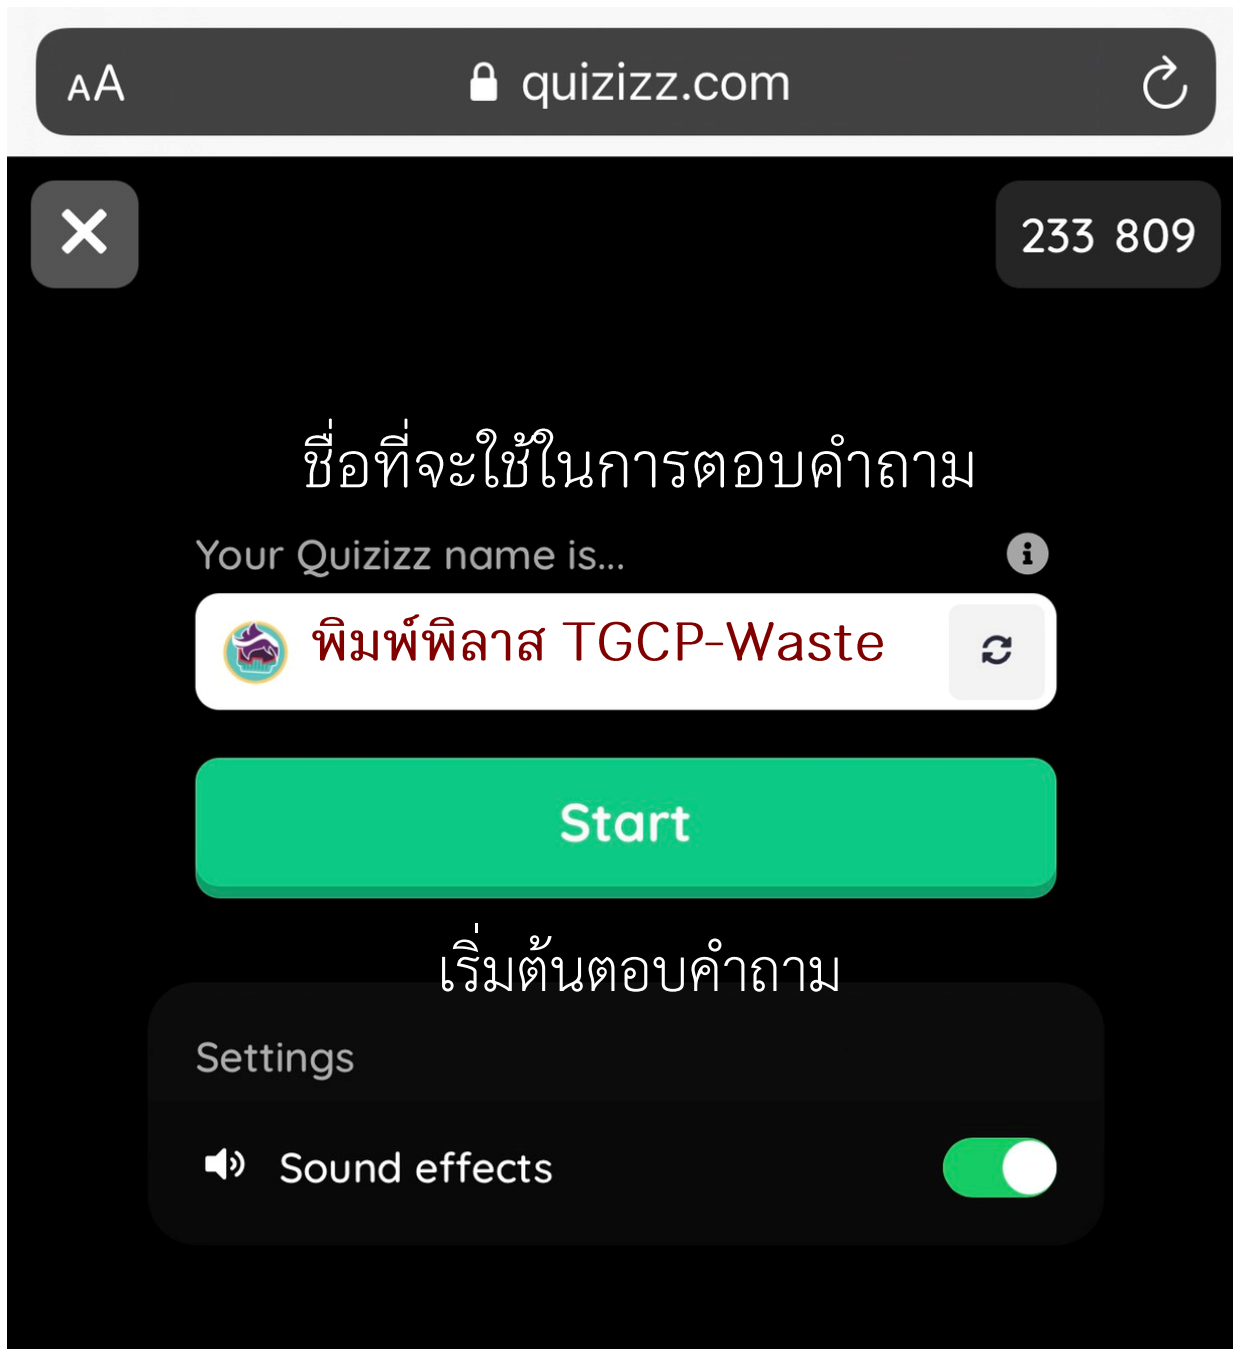 AA quizizz.com
233 809
ชื่อที่จะใช้ในการตอบคำถาม
Your Quizizz name is...
พิมพ์พิลาส TGCP-Waste
Start
เริ่มต้นตอบคำถาม
Settings
Sound effects